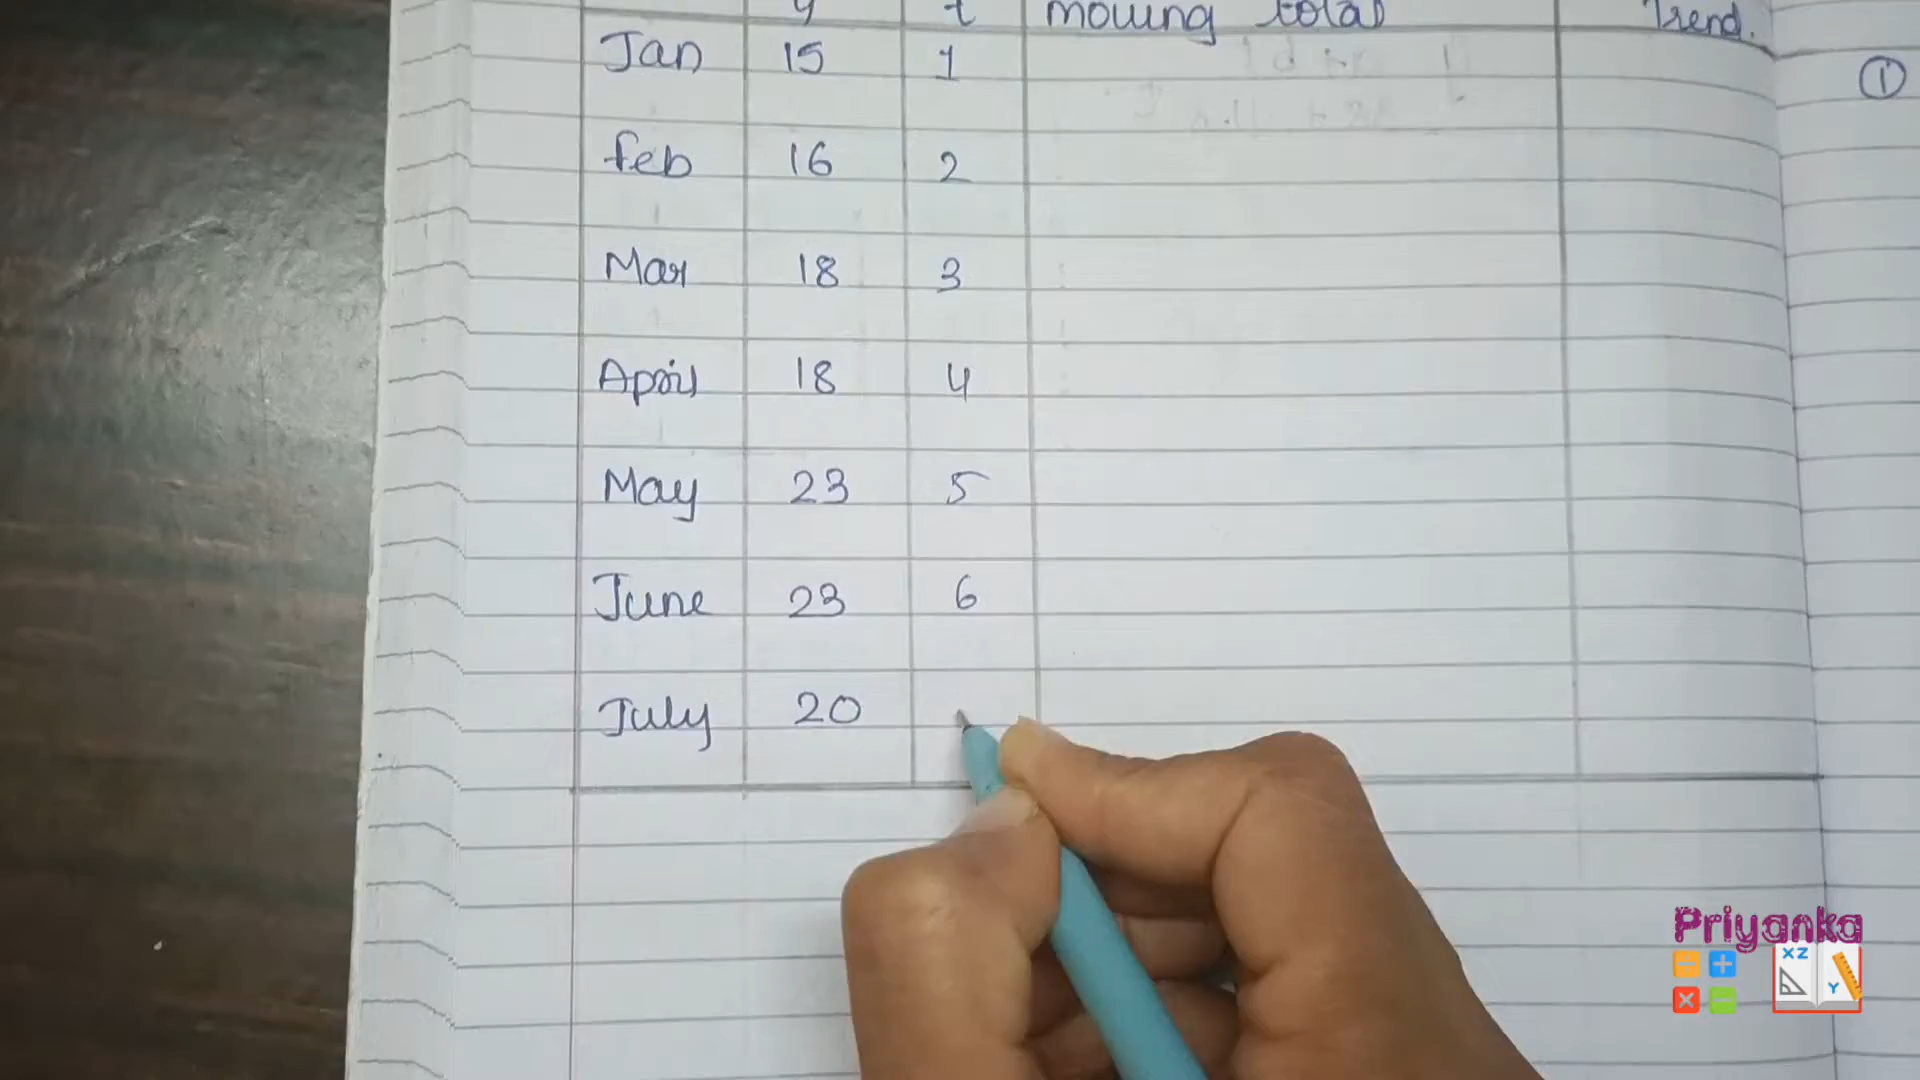 y t moving total Trend.
Jan 15 1
①
feb 16 2
Mar 18 3
April 18 4
May 23 5
June 23 6
July 20
Priyanka
XZ
Y